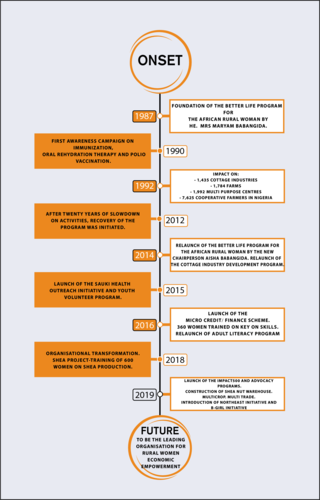 ONSET
1987
FOUNDATION OF THE BETTER LIFE PROGRAM
FOR
THE AFRICAN RURAL WOMAN BY
HE. MRS MARYAM BABANGIDA.
FIRST AWARENESS CAMPAIGN ON
IMMUNIZATION,
ORAL REHYDRATION THERAPY AND POLIO
VACCINATION.
1990
1992
IMPACT ON:
- 1,435 COTTAGE INDUSTRIES
- 1,784 FARMS
- 1,992 MULTI PURPOSE CENTRES
- 7,625 COOPERATIVE FARMERS IN NIGERIA
AFTER TWENTY YEARS OF SLOWDOWN
ON ACTIVITIES, RECOVERY OF THE
PROGRAM WAS INITIATED.
2012
2014
RELAUNCH OF THE BETTER LIFE PROGRAM FOR
THE AFRICAN RURAL WOMAN BY THE NEW
CHAIRPERSON AISHA BABANGIDA. RELAUNCH OF
THE COTTAGE INDUSTRY DEVELOPMENT PROGRAM.
LAUNCH OF THE SAUKI HEALTH
OUTREACH INITIATIVE AND YOUTH
VOLUNTEER PROGRAM.
2015
2016
LAUNCH OF THE
MICRO CREDIT/ FINANCE SCHEME.
360 WOMEN TRAINED ON KEY ON SKILLS.
RELAUNCH OF ADULT LITERACY PROGRAM
ORGANISATIONAL TRANSFORMATION.
SHEA PROJECT-TRAINING OF 600
WOMEN ON SHEA PRODUCTION.
2018
2019
LAUNCH OF THE IMPACT500 AND ADVOCACY
PROGRAMS.
CONSTRUCTION OF SHEA NUT WAREHOUSE.
MULTICROP. MULTI TRADE.
INTRODUCTION OF NORTHEAST INITIATIVE AND
B-GIRL INITIATIVE
FUTURE
TO BE THE LEADING
ORGANISATION FOR
RURAL WOMEN
ECONOMIC
EMPOWERMENT